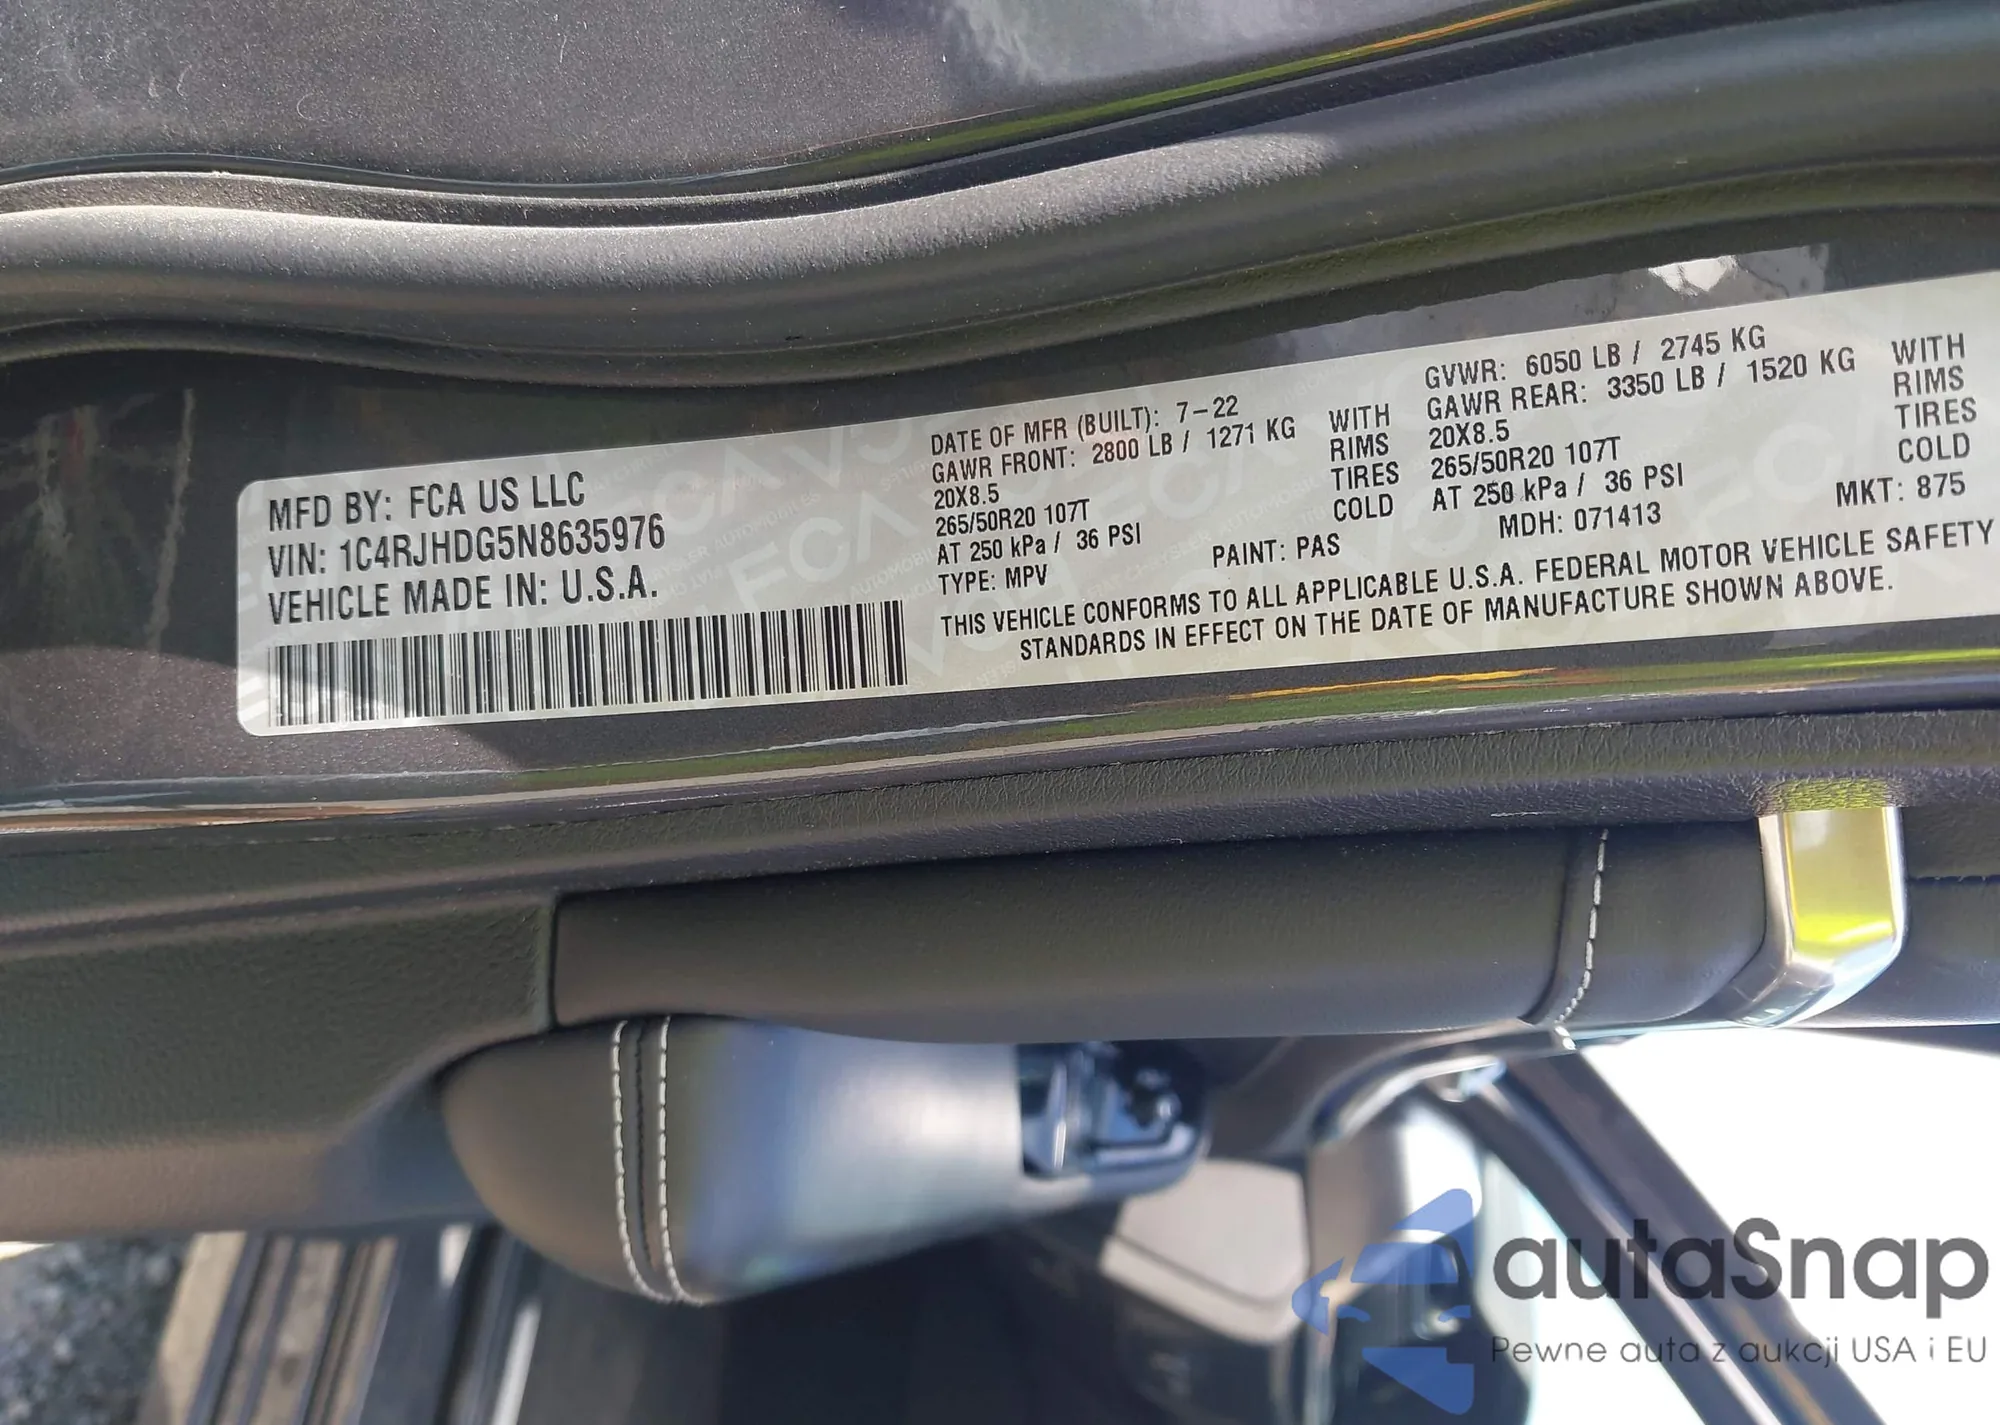 MFD BY: FCA US LLC
VIN: 1C4RJHDG5N8635976
VEHICLE MADE IN: U.S.A.
DATE OF MFR (BUILT): 7-22
GAWR FRONT: 2800 LB / 1271 KG WITH
20X8.5 RIMS
265/50R20 107T TIRES
AT 250 kPa / 36 PSI COLD
TYPE: MPV
PAINT: PAS
GVWR: 6050 LB / 2745 KG
GAWR REAR: 3350 LB / 1520 KG WITH
20X8.5 RIMS
265/50R20 107T TIRES
AT 250 kPa / 36 PSI COLD
MDH: 071413
MKT: 875
THIS VEHICLE CONFORMS TO ALL APPLICABLE U.S.A. FEDERAL MOTOR VEHICLE SAFETY
STANDARDS IN EFFECT ON THE DATE OF MANUFACTURE SHOWN ABOVE.
autaSnap
Pewne auta z aukcji USA i EU